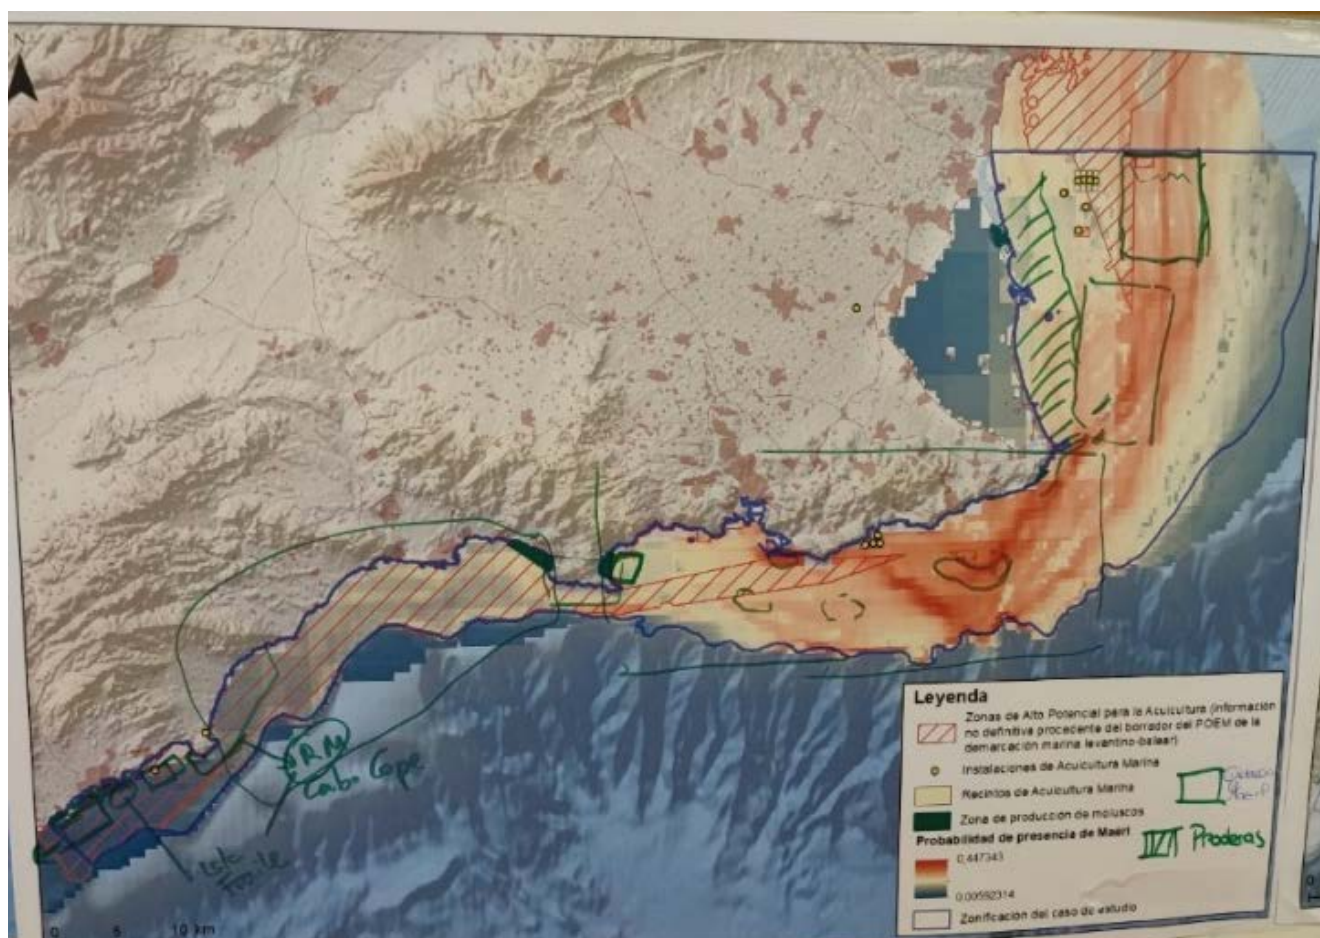 N
R.M
Cabo Cope
Leyenda
Zonas de Alto Potencial para la Acuicultura (información
no definitiva procedente del borrador del POEM de la
demarcación marina levantino-balear)
Instalaciones de Acuicultura Marina
Recintos de Acuicultura Marina
Zona de producción de moluscos
Probabilidad de presencia de Maërl
0,447343
0,00592314
Praderas
Zonificación del caso de estudio
0 5 10 km